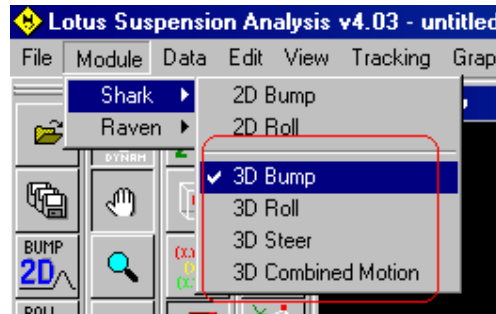 Lotus Suspension Analysis v4.03 - untitled
File Module Data Edit View Tracking Grap
Shark 2D Bump
Raven 2D Roll
DYNAM
3D Bump
3D Roll
3D Steer
3D Combined Motion
BUMP
2D